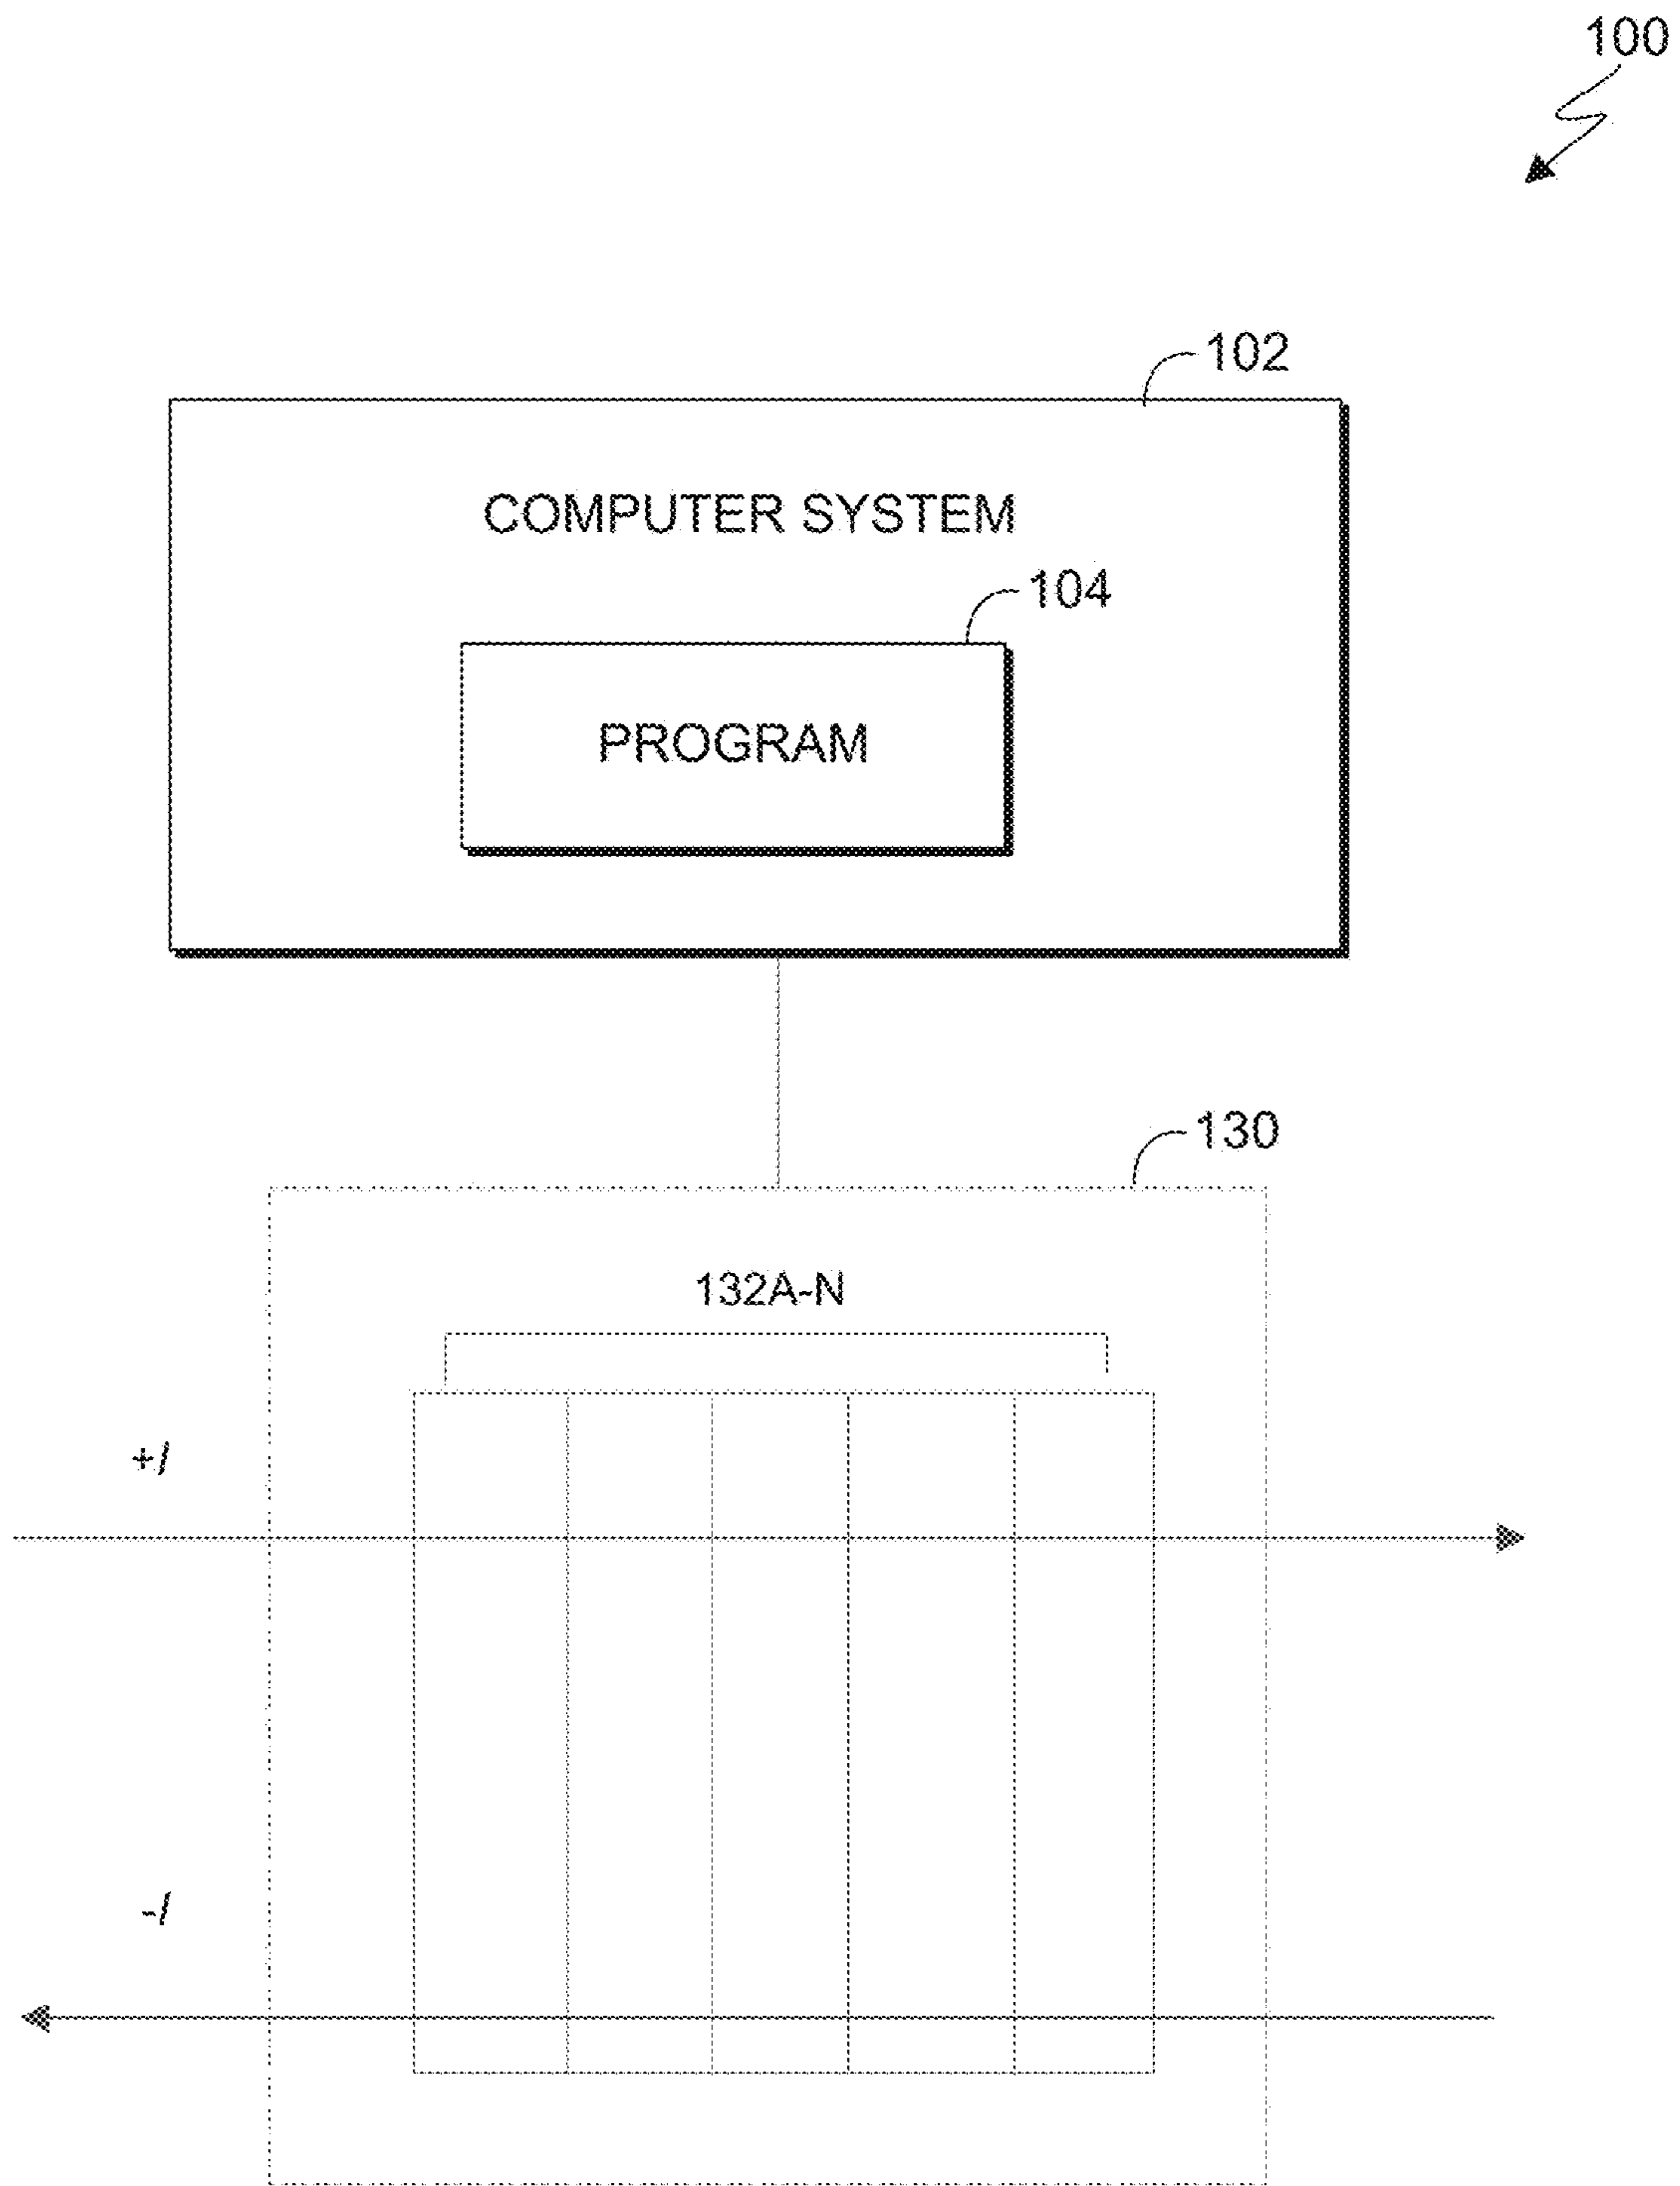 100
102
COMPUTER SYSTEM
104
PROGRAM
130
132A-N
+/
-/